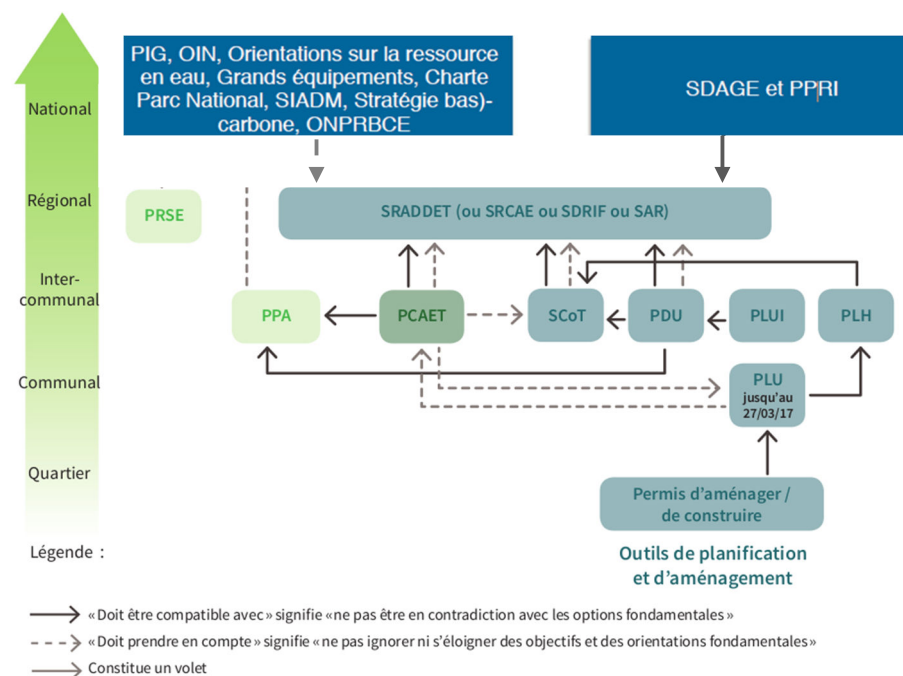 PIG, OIN, Orientations sur la ressource
en eau, Grands équipements, Charte
Parc National, SIADM, Stratégie bas)-
carbone, ONPRBCE
SDAGE et PPRI
National
Régional
PRSE
SRADDET (ou SRCAE ou SDRIF ou SAR)
Inter-
communal
PPA
PCAET
SCoT
PDU
PLUI
PLH
Communal
PLU
jusqu'au
27/03/17
Quartier
Permis d'aménager /
de construire
Légende :
Outils de planification
et d'aménagement
« Doit être compatible avec » signifie « ne pas être en contradiction avec les options fondamentales »
« Doit prendre en compte » signifie « ne pas ignorer ni s'éloigner des objectifs et des orientations fondamentales »
Constitue un volet